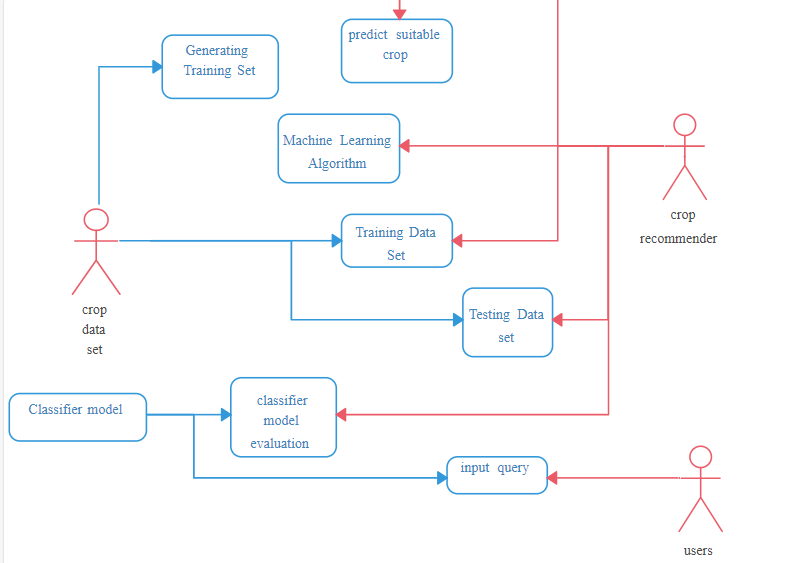 predict suitable
crop
Generating
Training Set
Machine Learning
Algorithm
crop
recommender
Training Data
Set
crop
data
set
Testing Data
set
Classifier model
classifier
model
evaluation
input query
users